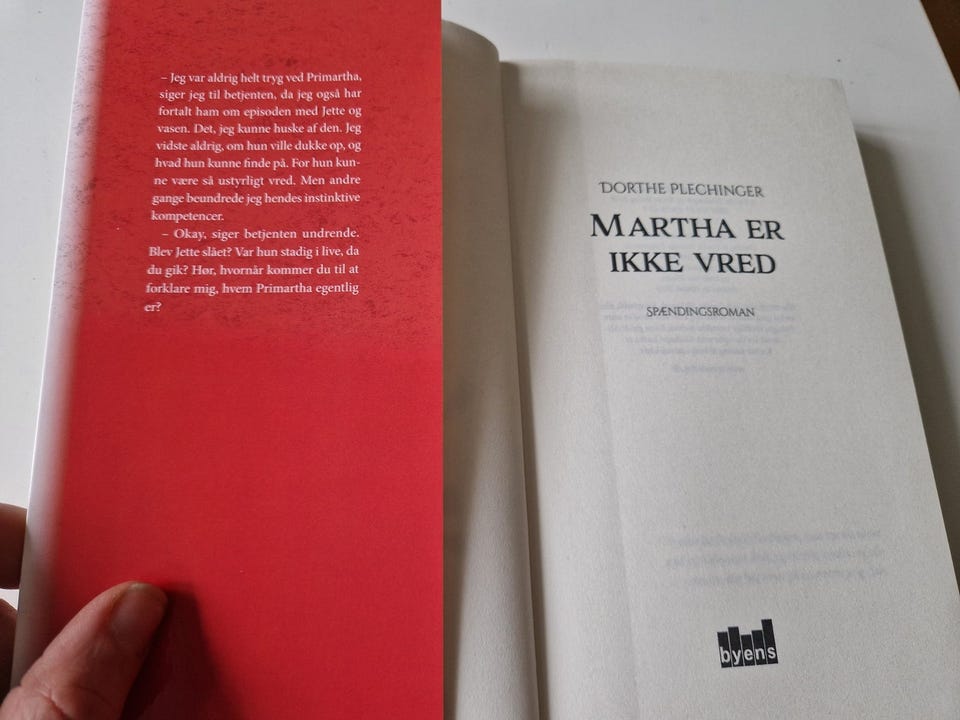 – Jeg var aldrig helt tryg ved Primartha,
siger jeg til betjenten, da jeg også har
fortalt ham om episoden med Jette og
vasen. Det, jeg kunne huske af den. Jeg
vidste aldrig, om hun ville dukke op, og
hvad hun kunne finde på. For hun kun-
ne være så ustyrligt vred. Men andre
gange beundrede jeg hendes instinktive
kompetencer.
– Okay, siger betjenten undrende.
Blev Jette slået? Var hun stadig i live, da
du gik? Hør, hvornår kommer du til at
forklare mig, hvem Primartha egentlig
er?
DORTHE PLECHINGER
MARTHA ER
IKKE VRED
SPÆNDINGSROMAN
byens